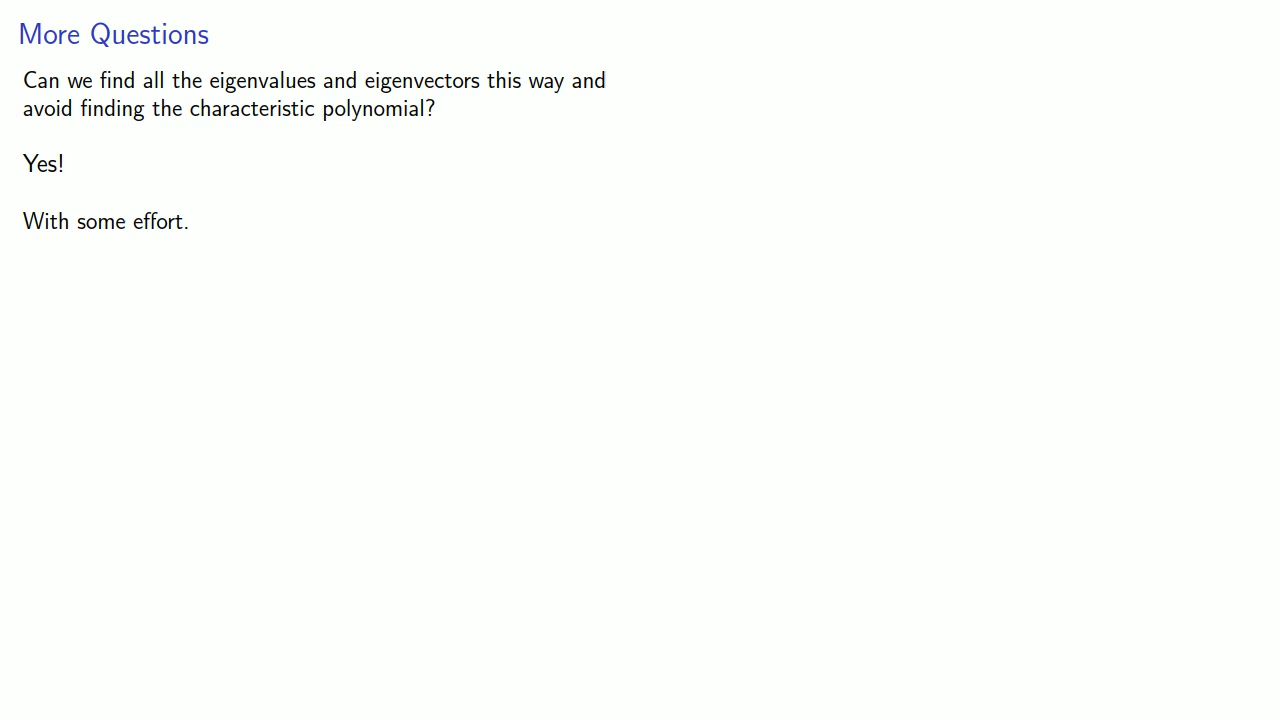 More Questions
Can we find all the eigenvalues and eigenvectors this way and
avoid finding the characteristic polynomial?
Yes!
With some effort.